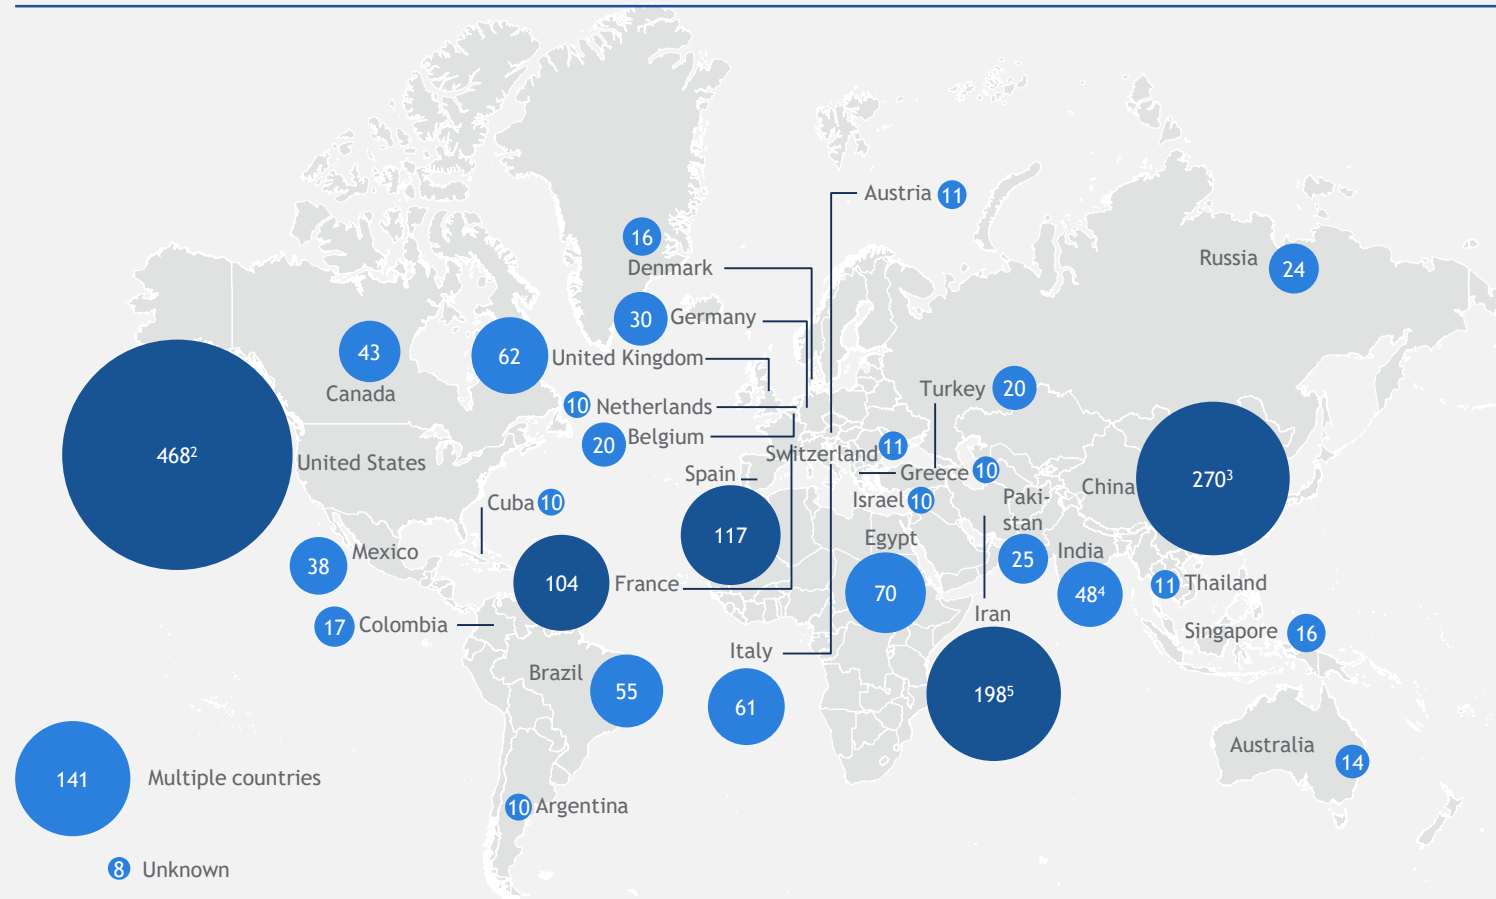 Austria 11
16
Denmark
Russia 24
30 Germany
43
Canada
62 United Kingdom
Turkey 20
10 Netherlands
20 Belgium
Switzerland 11
468²
United States
Spain
117
Greece 10
Israel 10
Paki-
stan
25
China 270³
Cuba 10
38 Mexico
104 France
Egypt
70
India
48⁴
11 Thailand
17 Colombia
Iran
198⁵
Singapore 16
Italy
61
Brazil 55
Australia 14
141 Multiple countries
10 Argentina
8 Unknown